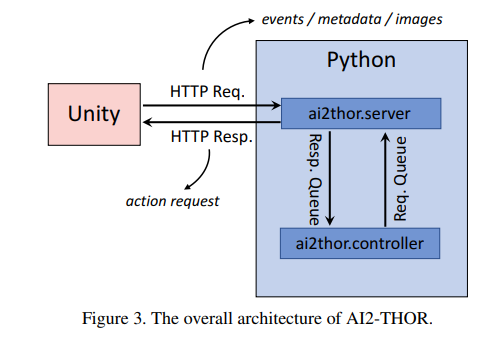 events / metadata / images
Python
HTTP Req.
Unity
ai2thor.server
HTTP Resp.
Resp. Queue
Req. Queue
action request
ai2thor.controller
Figure 3. The overall architecture of AI2-THOR.